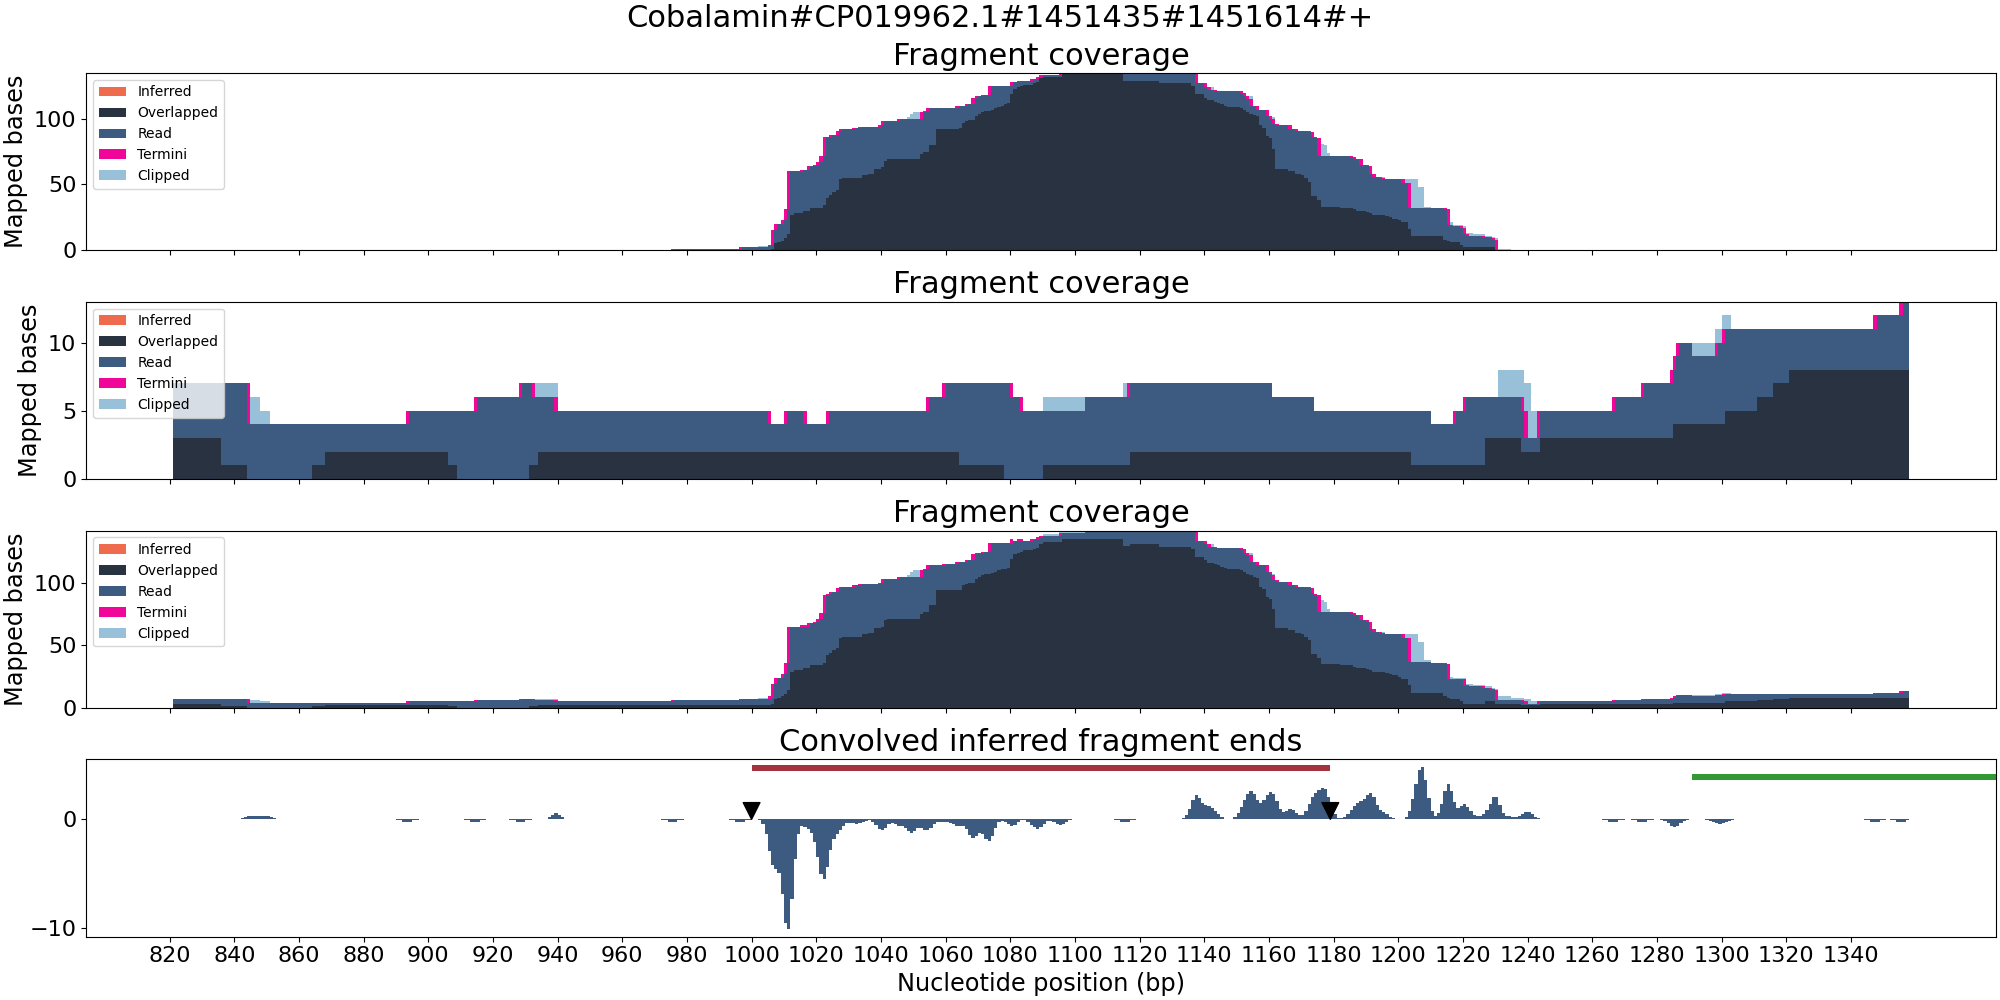 Cobalamin#CP019962.1#1451435#1451614#+
Fragment coverage
Mapped bases
100
50
0
Inferred
Overlapped
Read
Termini
Clipped
Fragment coverage
Mapped bases
10
5
0
Inferred
Overlapped
Read
Termini
Clipped
Fragment coverage
Mapped bases
100
50
0
Inferred
Overlapped
Read
Termini
Clipped
Convolved inferred fragment ends
0
−10
820 840 860 880 900 920 940 960 980 1000 1020 1040 1060 1080 1100 1120 1140 1160 1180 1200 1220 1240 1260 1280 1300 1320 1340
Nucleotide position (bp)